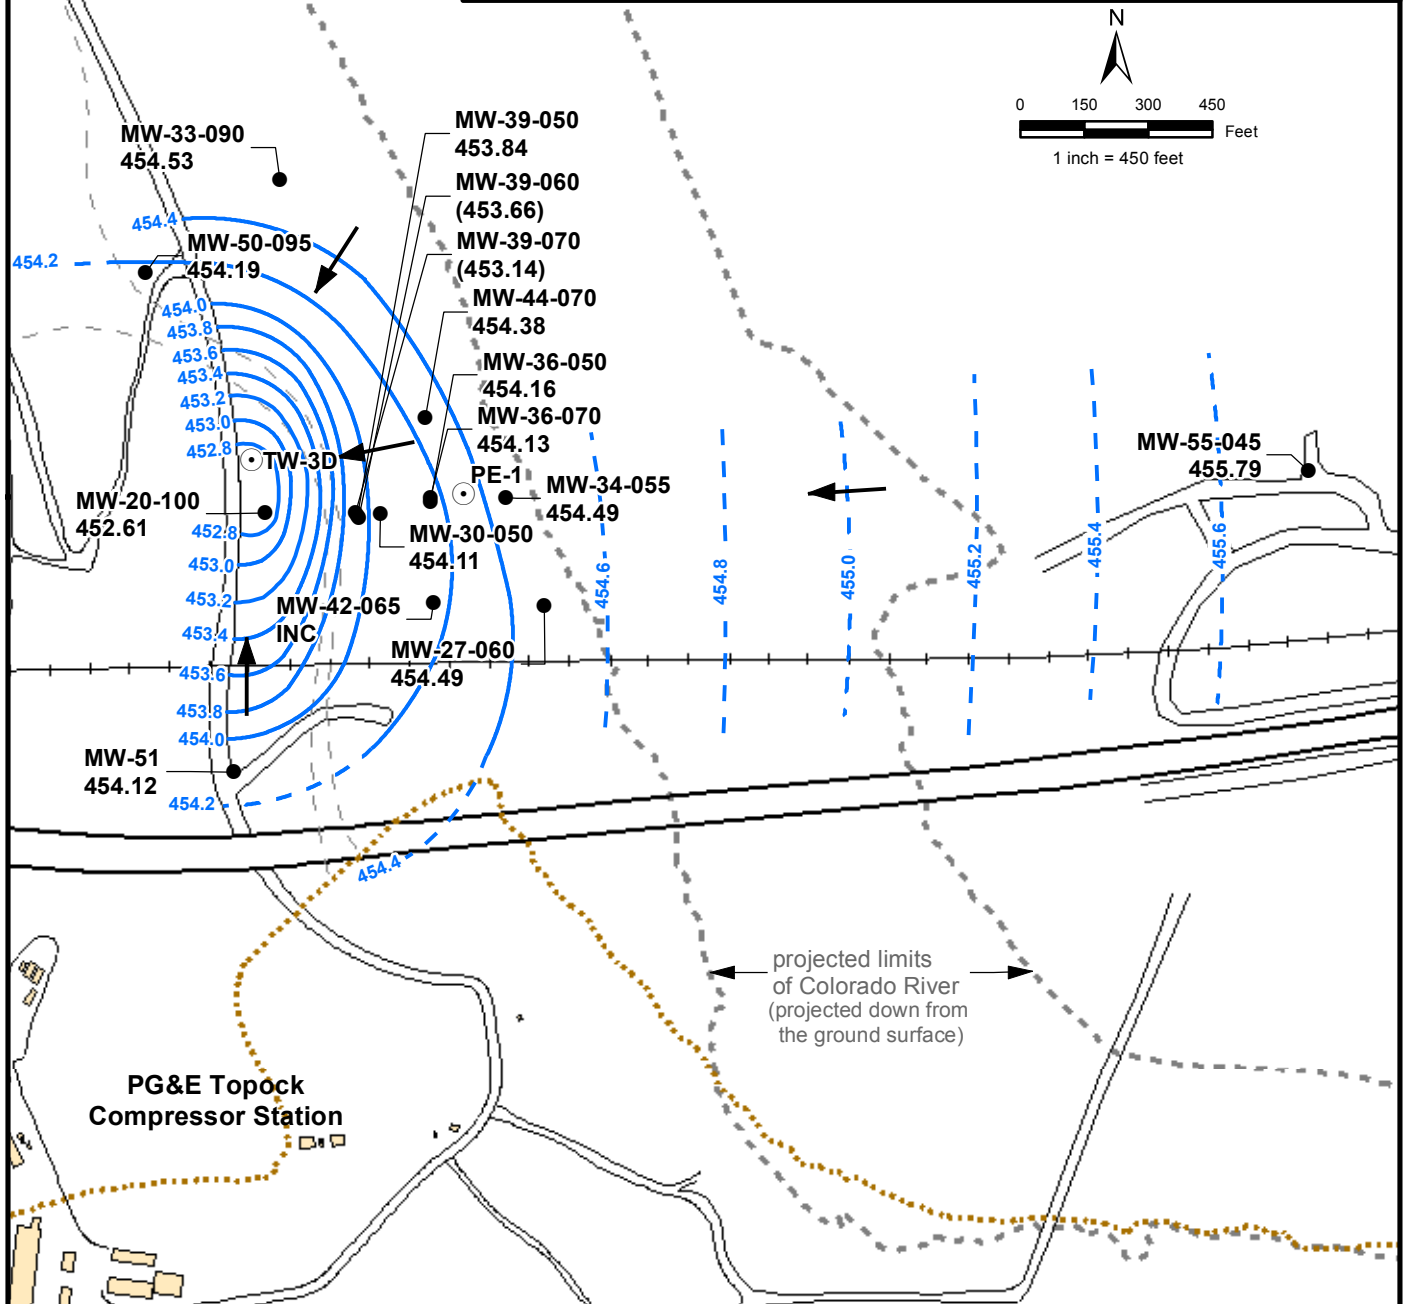 N
0 150 300 450
Feet
1 inch = 450 feet
MW-33-090
454.53
MW-39-050
453.84
MW-39-060
(453.66)
MW-39-070
(453.14)
MW-44-070
454.38
MW-36-050
454.16
MW-36-070
454.13
MW-50-095
454.19
454.4
454.2
454.0
453.8
453.6
453.4
453.2
453.0
452.8
TW-3D
PE-1
MW-34-055
454.49
MW-55-045
455.79
MW-20-100
452.61
MW-30-050
454.11
452.8
453.0
453.2
453.4
453.6
453.8
454.0
454.2
454.4
MW-42-065
INC
MW-27-060
454.49
454.6
454.8
455.0
455.2
455.4
455.6
MW-51
454.12
projected limits
of Colorado River
(projected down from
the ground surface)
PG&E Topock
Compressor Station